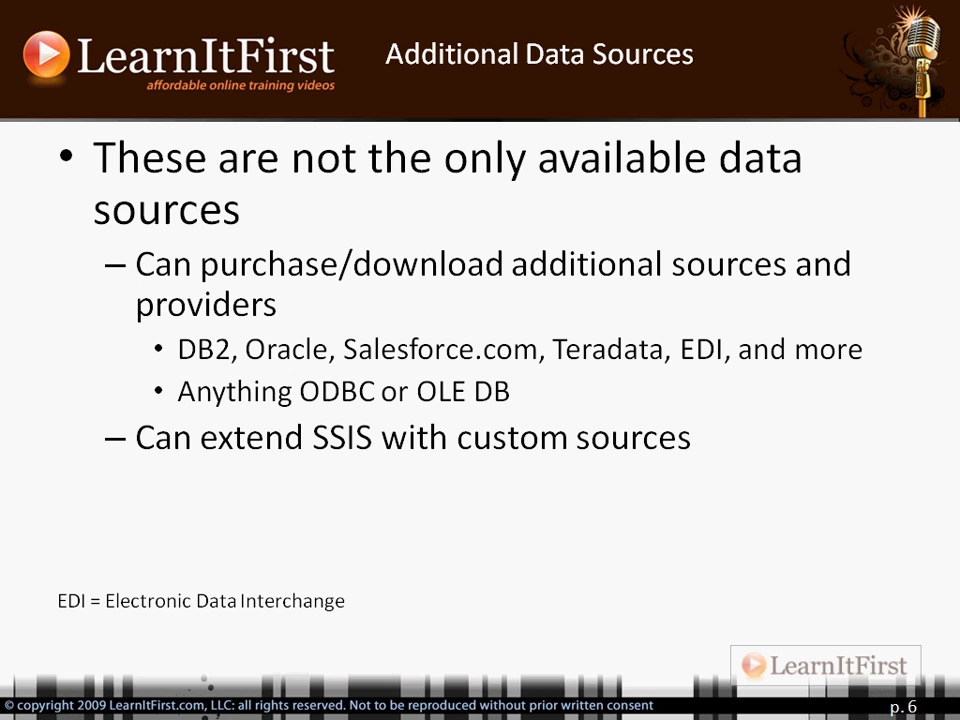 LearnItFirst
affordable online training videos
Additional Data Sources
• These are not the only available data
sources
– Can purchase/download additional sources and
providers
• DB2, Oracle, Salesforce.com, Teradata, EDI, and more
• Anything ODBC or OLE DB
– Can extend SSIS with custom sources
EDI = Electronic Data Interchange
LearnItFirst
© copyright 2009 LearnItFirst.com, LLC: all rights reserved. Not to be reproduced without prior written consent
p. 6